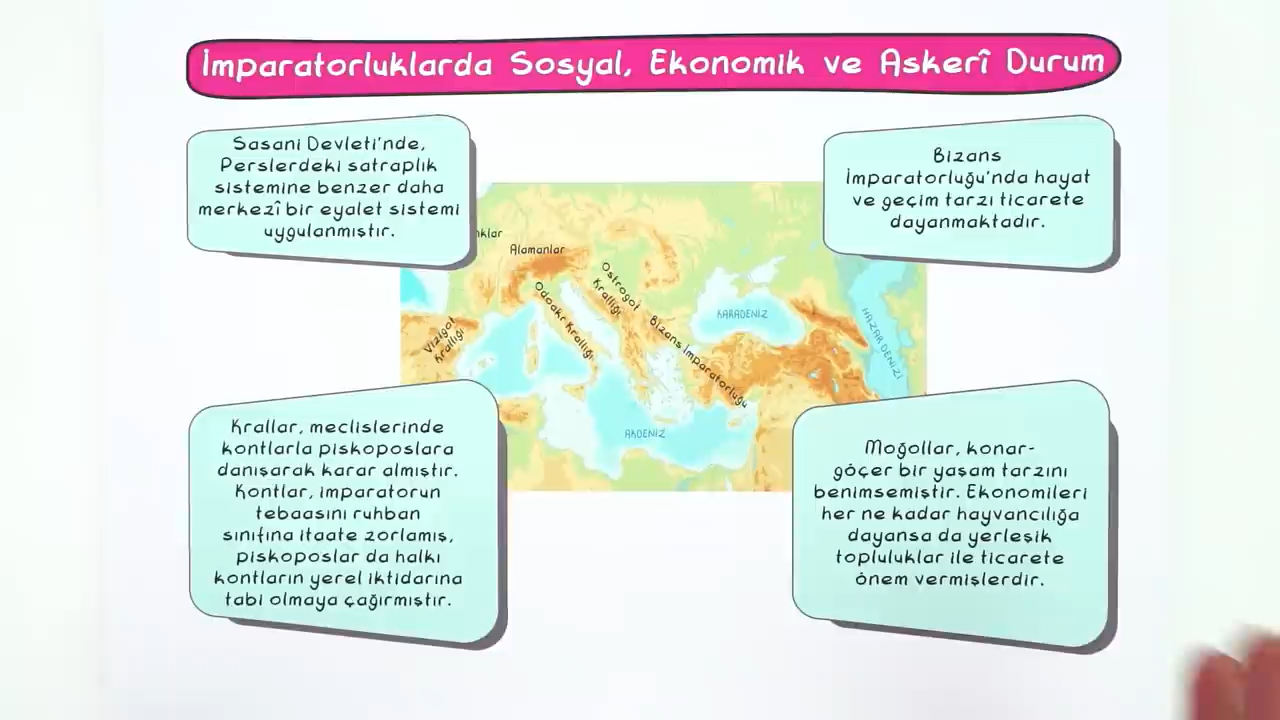 İmparatorluklarda Sosyal, Ekonomik ve Askerî Durum
Sasani Devleti'nde,
Perslerdeki satraplık
sistemine benzer daha
merkezî bir eyalet sistemi
uygulanmıştır.
Bizans
İmparatorluğu'nda hayat
ve geçim tarzı ticarete
dayanmaktadır.
Alamanlar
Ostrogot
Krallığı
Odoakr Krallığı
Vizigot
Krallığı
Bizans İmparatorluğu
KARADENİZ
HAZAR DENİZİ
AKDENİZ
Krallar, meclislerinde
kontlarla piskoposlara
danışarak karar almıştır.
Kontlar, imparatorun
tebaasını ruhban
sınıfına itaate zorlamış,
piskoposlar da halkı
kontların yerel iktidarına
tabi olmaya çağırmıştır.
Moğollar, konar-
göçer bir yaşam tarzını
benimsemiştir. Ekonomileri
her ne kadar hayvancılığa
dayansa da yerleşik
topluluklar ile ticarete
önem vermişlerdir.